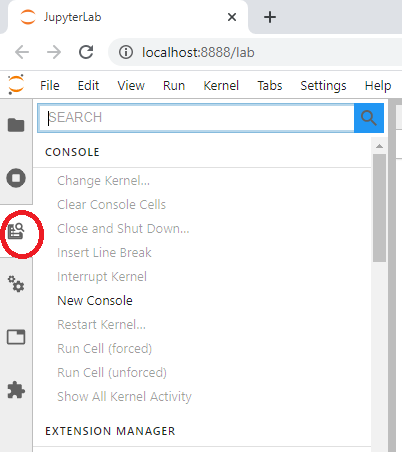 JupyterLab
localhost:8888/lab
File Edit View Run Kernel Tabs Settings Help
SEARCH
CONSOLE
Change Kernel...
Clear Console Cells
Close and Shut Down...
Insert Line Break
Interrupt Kernel
New Console
Restart Kernel...
Run Cell (forced)
Run Cell (unforced)
Show All Kernel Activity
EXTENSION MANAGER